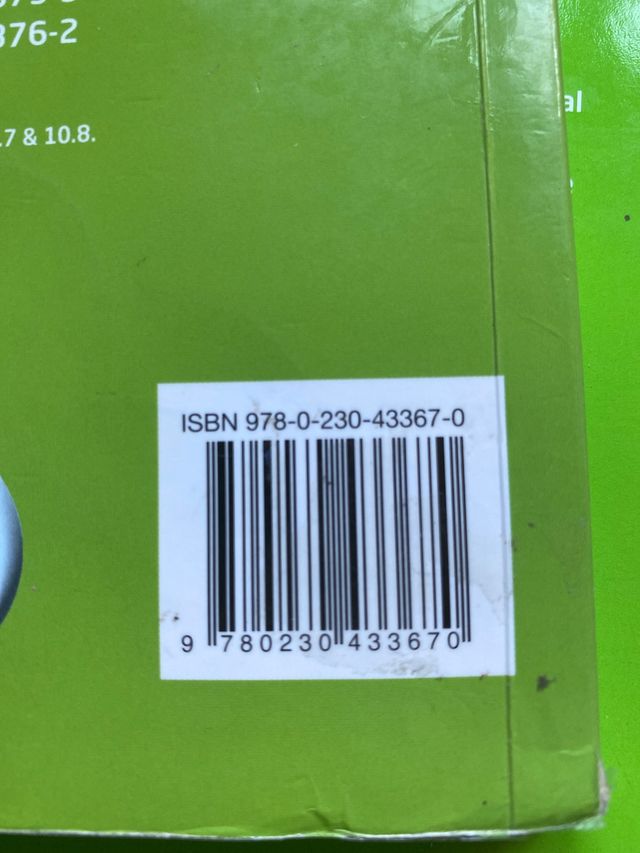 376-2
.7 & 10.8.
al
ISBN 978-0-230-43367-0
9 780230 433670